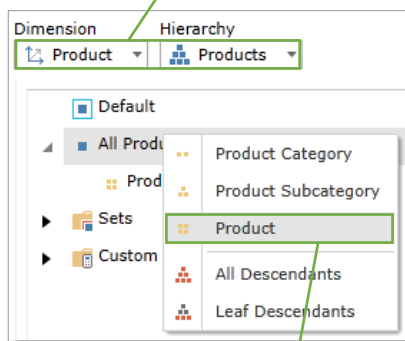 Dimension Hierarchy
Product Products
Default
All Produ
Product Category
Prod
Product Subcategory
Sets
Product
Custom
All Descendants
Leaf Descendants